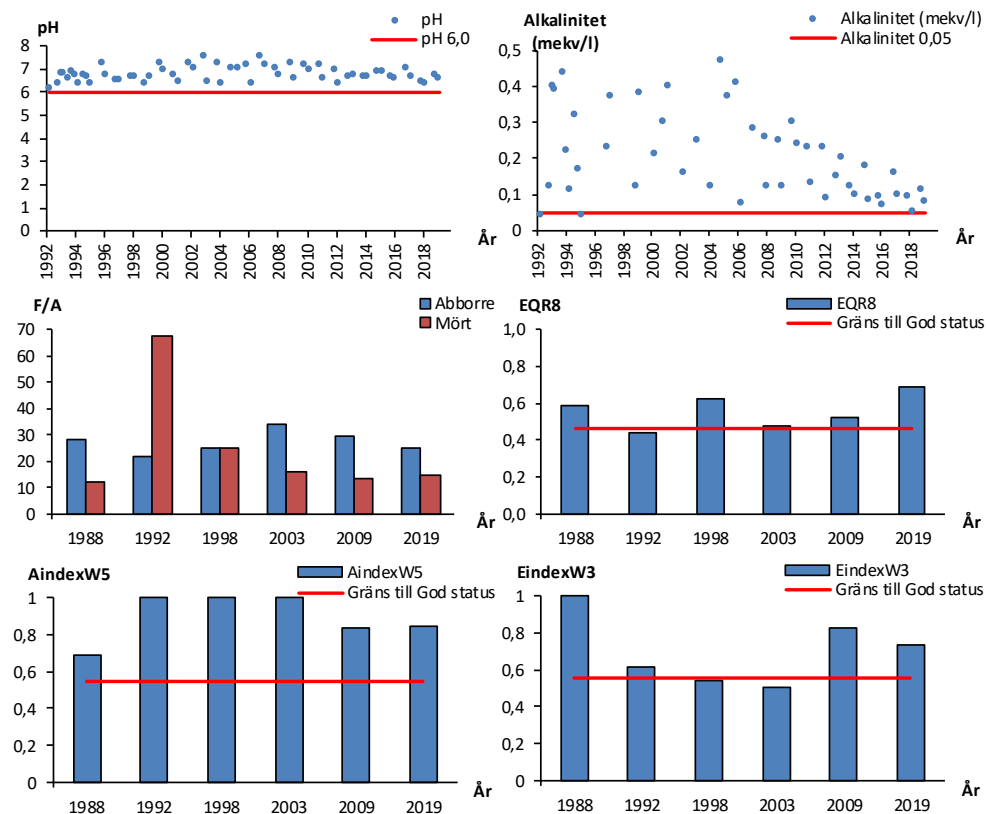 pH
pH
pH 6,0
8
7
6
5
4
3
2
1
0
1992
1994
1996
1998
2000
2002
2004
2006
2008
2010
2012
2014
2016
2018
År
Alkalinitet
(mekv/l)
Alkalinitet (mekv/l)
Alkalinitet 0,05
0,5
0,4
0,3
0,2
0,1
0
1992
1994
1996
1998
2000
2002
2004
2006
2008
2010
2012
2014
2016
2018
År
F/A
Abborre
Mört
70
60
50
40
30
20
10
0
1988 1992 1998 2003 2009 2019
År
EQR8
EQR8
Gräns till God status
1,0
0,8
0,6
0,4
0,2
0,0
1988 1992 1998 2003 2009 2019
År
AindexW5
AindexW5
Gräns till God status
1
0,8
0,6
0,4
0,2
0
1988 1992 1998 2003 2009 2019
År
EindexW3
EindexW3
Gräns till God status
1
0,8
0,6
0,4
0,2
0
1988 1992 1998 2003 2009 2019
År